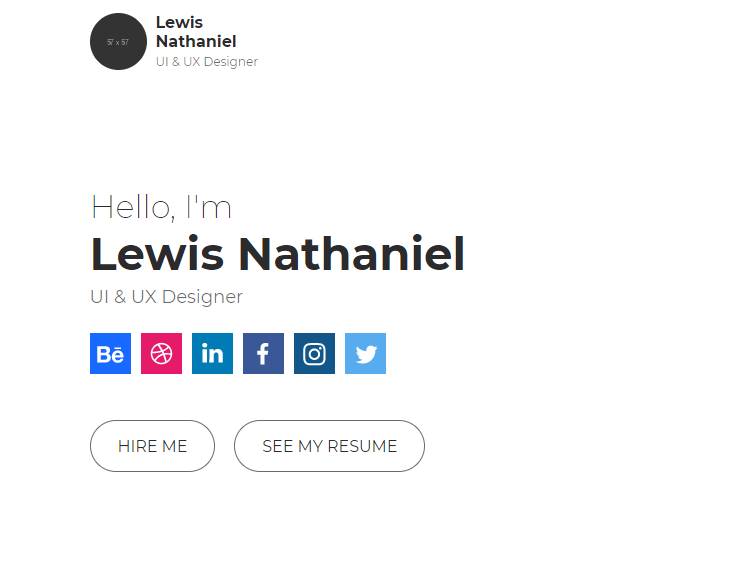 57 x 57
Lewis
Nathaniel
UI & UX Designer
Hello, I'm
Lewis Nathaniel
UI & UX Designer
Bē in f
HIRE ME SEE MY RESUME